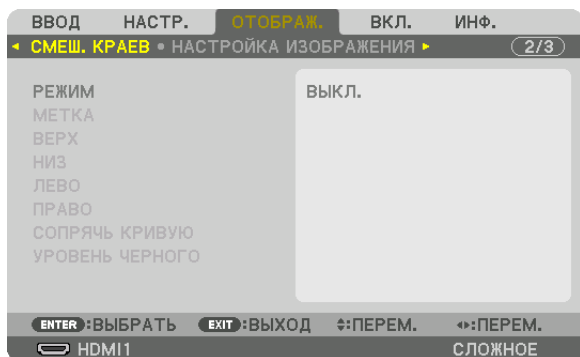 ВВОД НАСТР. ОТОБРАЖ. ВКЛ. ИНФ.
СМЕШ. КРАЕВ • НАСТРОЙКА ИЗОБРАЖЕНИЯ 2/3
РЕЖИМ ВЫКЛ.
МЕТКА
ВЕРХ
НИЗ
ЛЕВО
ПРАВО
СОПРЯЧЬ КРИВУЮ
УРОВЕНЬ ЧЕРНОГО
ENTER :ВЫБРАТЬ EXIT :ВЫХОД :ПЕРЕМ. :ПЕРЕМ.
HDMI1 СЛОЖНОЕ